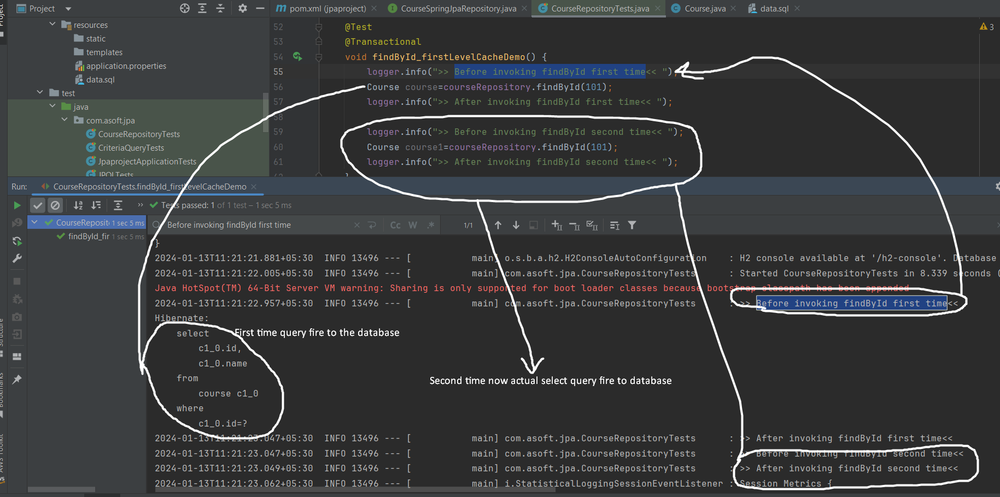 Project
pom.xml (jpaproject)
CourseSpringJpaRepository.java
CourseRepositoryTests.java
Course.java
data.sql
resources
static
templates
application.properties
data.sql
test
java
com.asoft.jpa
CourseRepositoryTests
CriteriaQueryTests
JpaprojectApplicationTests
JPQLTests
52 @Test
53 @Transactional
54 void findById_firstLevelCacheDemo() {
55 logger.info(">> Before invoking findById first time<< ");
56 Course course=courseRepository.findById(101);
57 logger.info(">> After invoking findById first time<< ");
58
59 logger.info(">> Before invoking findById second time<< ");
60 Course course1=courseRepository.findById(101);
61 logger.info(">> After invoking findById second time<< ");
62 }
3
Run: CourseRepositoryTests.findById_firstLevelCacheDemo
>> Tests passed: 1 of 1 test – 1 sec 5 ms
CourseReposit 1 sec 5 ms
findById_fir 1 sec 5 ms
Before invoking findById first time
Cc W .* 1/1
}
2024-01-13T11:21:21.881+05:30 INFO 13496 --- [ main] o.s.b.a.h2.H2ConsoleAutoConfiguration : H2 console available at '/h2-console'. Database
2024-01-13T11:21:22.005+05:30 INFO 13496 --- [ main] com.asoft.jpa.CourseRepositoryTests : Started CourseRepositoryTests in 8.339 seconds (
Java HotSpot(TM) 64-Bit Server VM warning: Sharing is only supported for boot loader classes because bootstrap classpath has been appended
2024-01-13T11:21:22.957+05:30 INFO 13496 --- [ main] com.asoft.jpa.CourseRepositoryTests : >> Before invoking findById first time<<
Hibernate:
select
First time query fire to the database
c1_0.id,
c1_0.name
from
Second time now actual select query fire to database
course c1_0
where
c1_0.id=?
2024-01-13T11:21:23.047+05:30 INFO 13496 --- [ main] com.asoft.jpa.CourseRepositoryTests : >> After invoking findById first time<<
2024-01-13T11:21:23.047+05:30 INFO 13496 --- [ main] com.asoft.jpa.CourseRepositoryTests : >> Before invoking findById second time<<
2024-01-13T11:21:23.049+05:30 INFO 13496 --- [ main] com.asoft.jpa.CourseRepositoryTests : >> After invoking findById second time<<
2024-01-13T11:21:23.062+05:30 INFO 13496 --- [ main] i.StatisticalLoggingSessionEventListener : Session Metrics {
Project
Structure
Bookmarks
AWS Toolkit